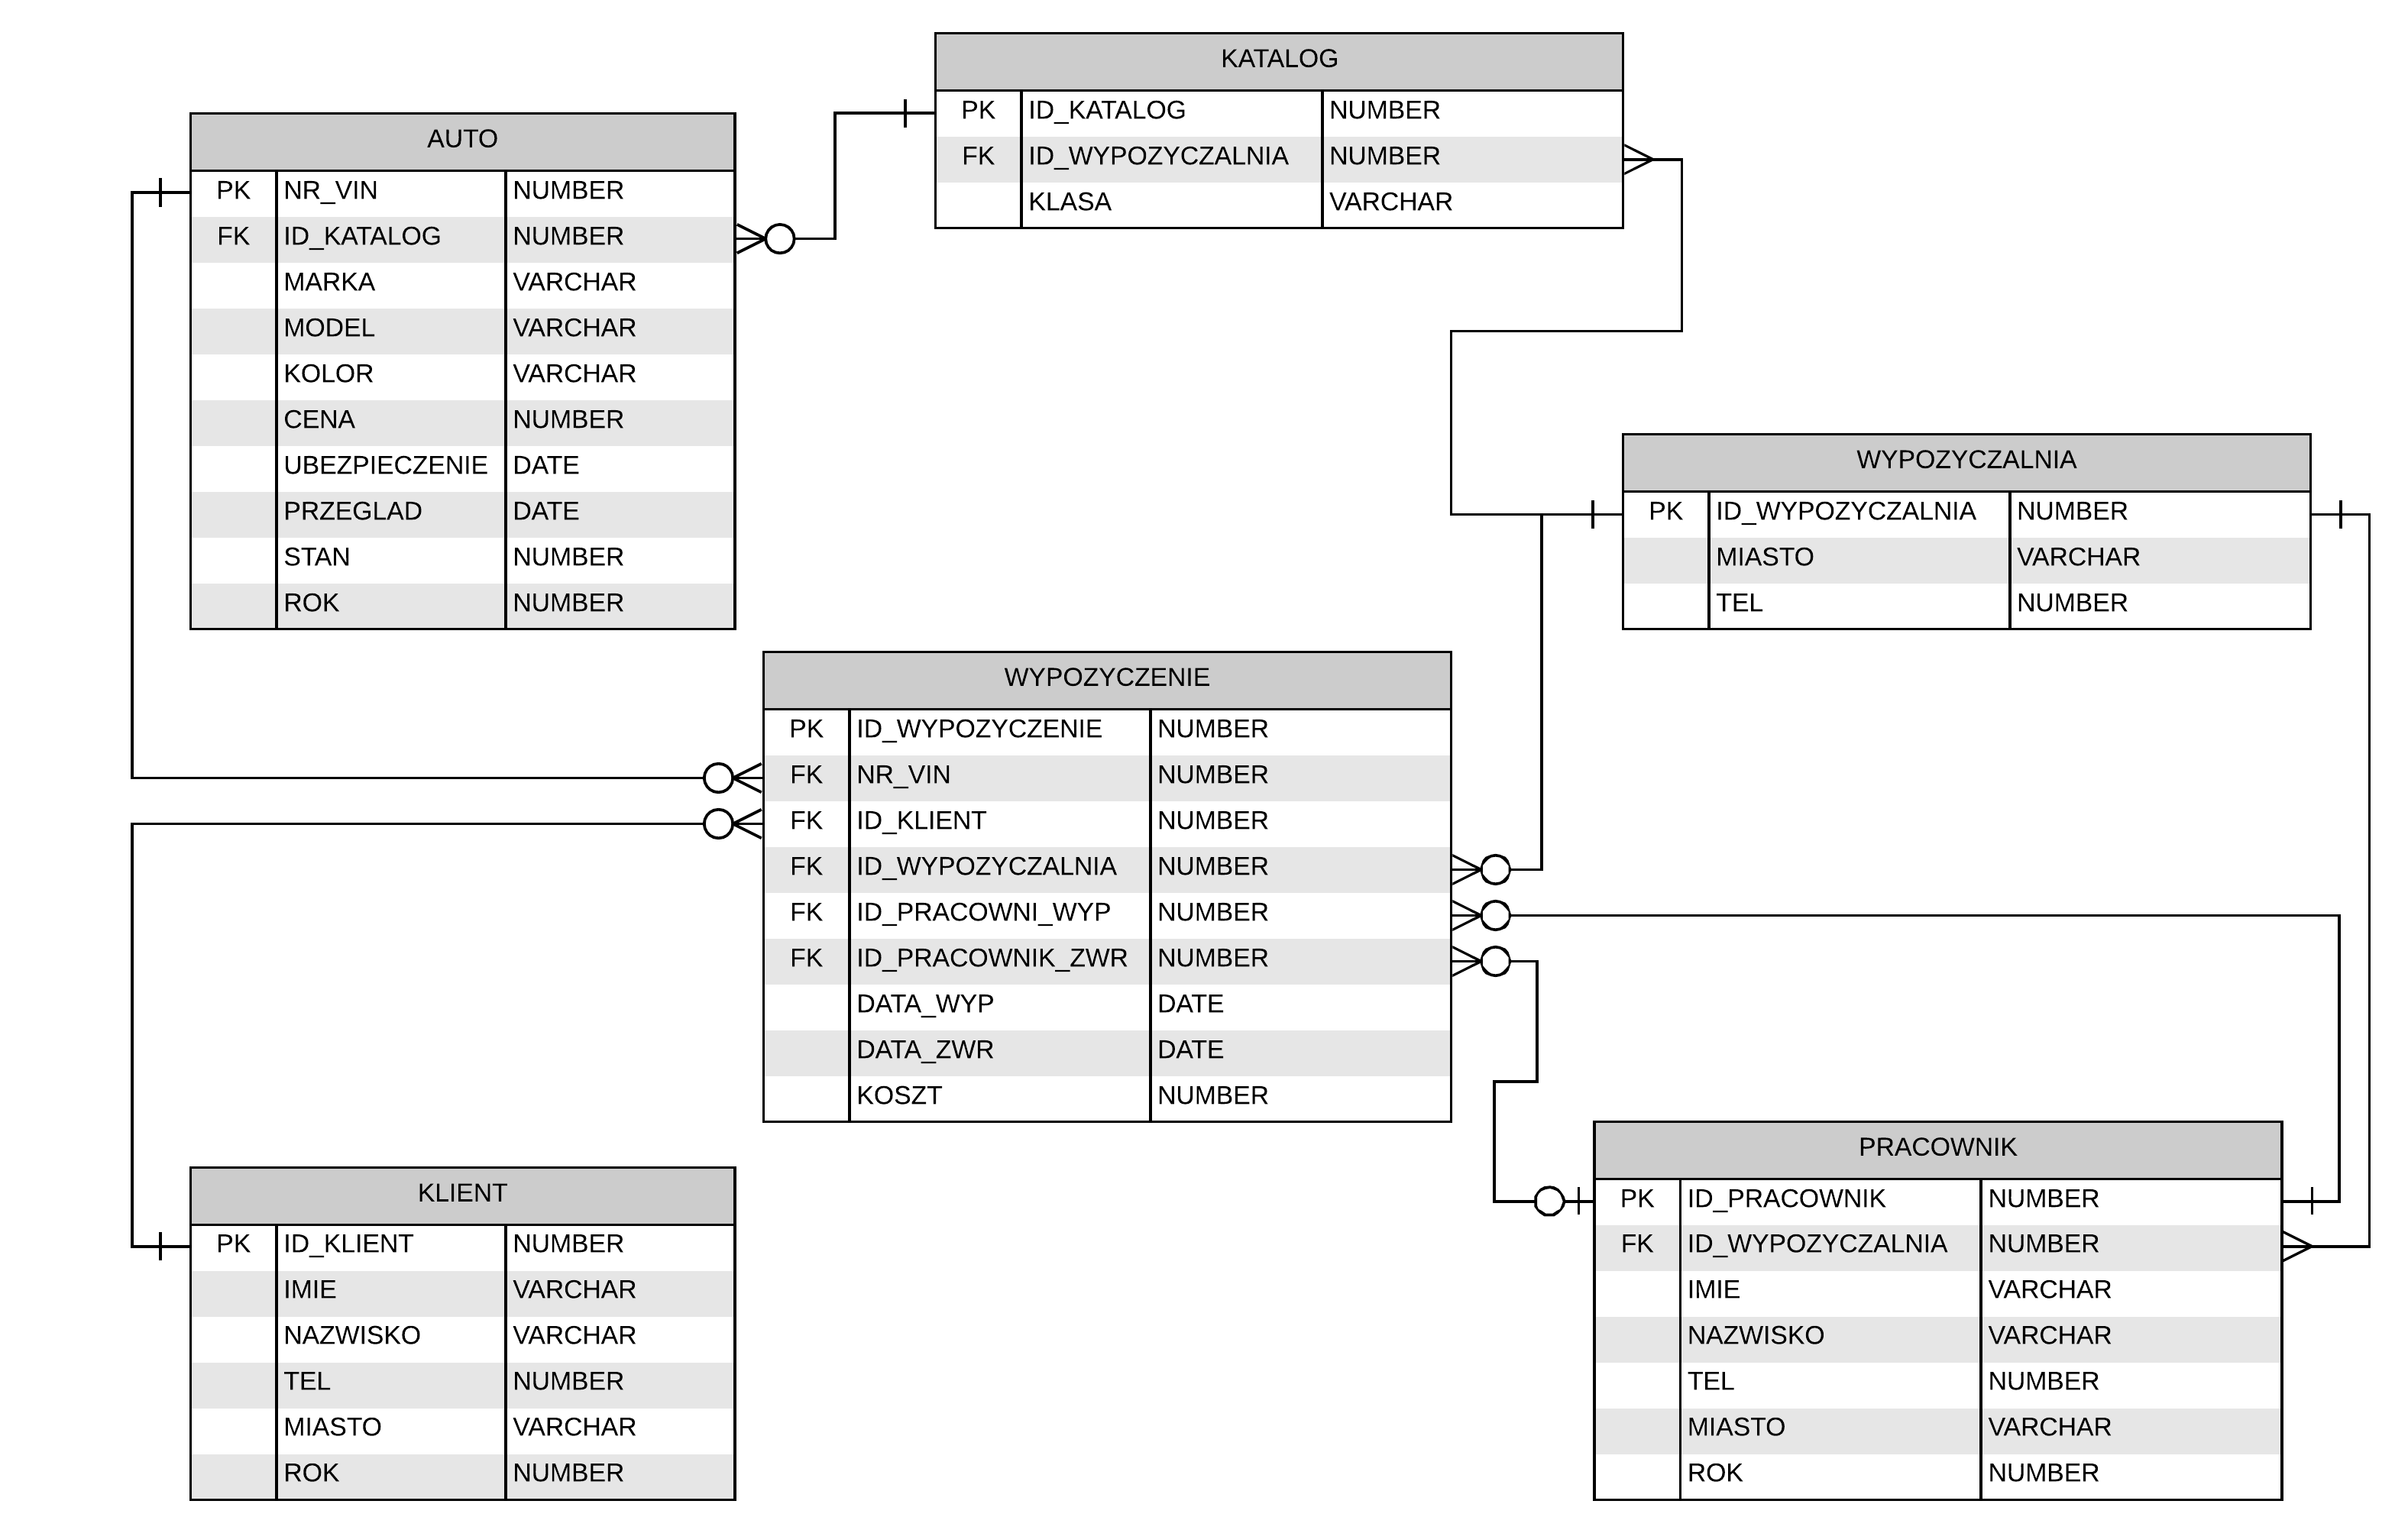 KATALOG
PK ID_KATALOG NUMBER
FK ID_WYPOZYCZALNIA NUMBER
KLASA VARCHAR
AUTO
PK NR_VIN NUMBER
FK ID_KATALOG NUMBER
MARKA VARCHAR
MODEL VARCHAR
KOLOR VARCHAR
CENA NUMBER
UBEZPIECZENIE DATE
PRZEGLAD DATE
STAN NUMBER
ROK NUMBER
WYPOZYCZALNIA
PK ID_WYPOZYCZALNIA NUMBER
MIASTO VARCHAR
TEL NUMBER
WYPOZYCZENIE
PK ID_WYPOZYCZENIE NUMBER
FK NR_VIN NUMBER
FK ID_KLIENT NUMBER
FK ID_WYPOZYCZALNIA NUMBER
FK ID_PRACOWNI_WYP NUMBER
FK ID_PRACOWNIK_ZWR NUMBER
DATA_WYP DATE
DATA_ZWR DATE
KOSZT NUMBER
KLIENT
PK ID_KLIENT NUMBER
IMIE VARCHAR
NAZWISKO VARCHAR
TEL NUMBER
MIASTO VARCHAR
ROK NUMBER
PRACOWNIK
PK ID_PRACOWNIK NUMBER
FK ID_WYPOZYCZALNIA NUMBER
IMIE VARCHAR
NAZWISKO VARCHAR
TEL NUMBER
MIASTO VARCHAR
ROK NUMBER